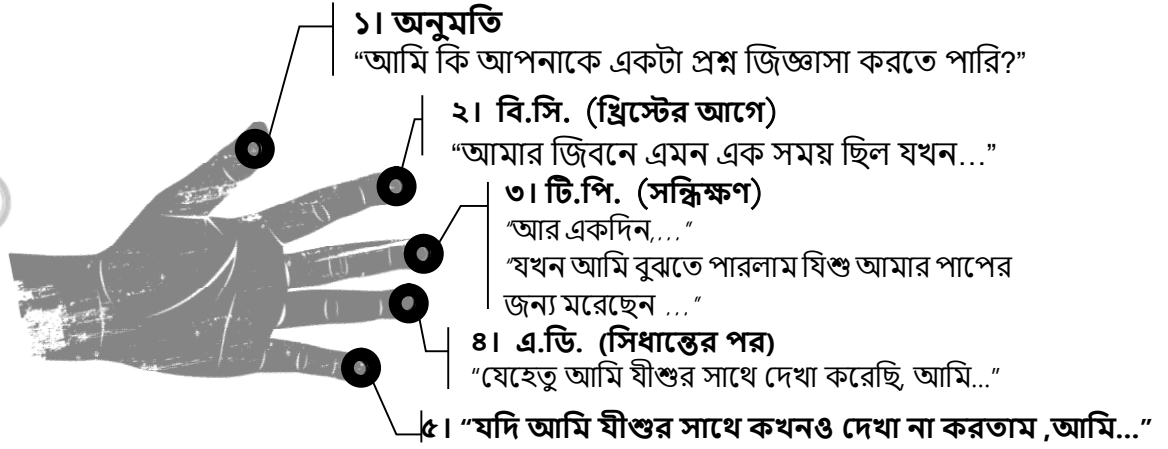 ১। অনুমতি
“আমি কি আপনাকে একটা প্রশ্ন জিজ্ঞাসা করতে পারি?”
২। বি.সি. (খ্রিস্টের আগে)
“আমার জিবনে এমন এক সময় ছিল যখন...”
৩। টি.পি. (সন্ধিক্ষণ)
“আর একদিন,...”
“যখন আমি বুঝতে পারলাম যিশু আমার পাপের
জন্য মরেছেন ...”
৪। এ.ডি. (সিধান্তের পর)
“যেহেতু আমি যীশুর সাথে দেখা করেছি, আমি...”
৫। “যদি আমি যীশুর সাথে কখনও দেখা না করতাম ,আমি...”